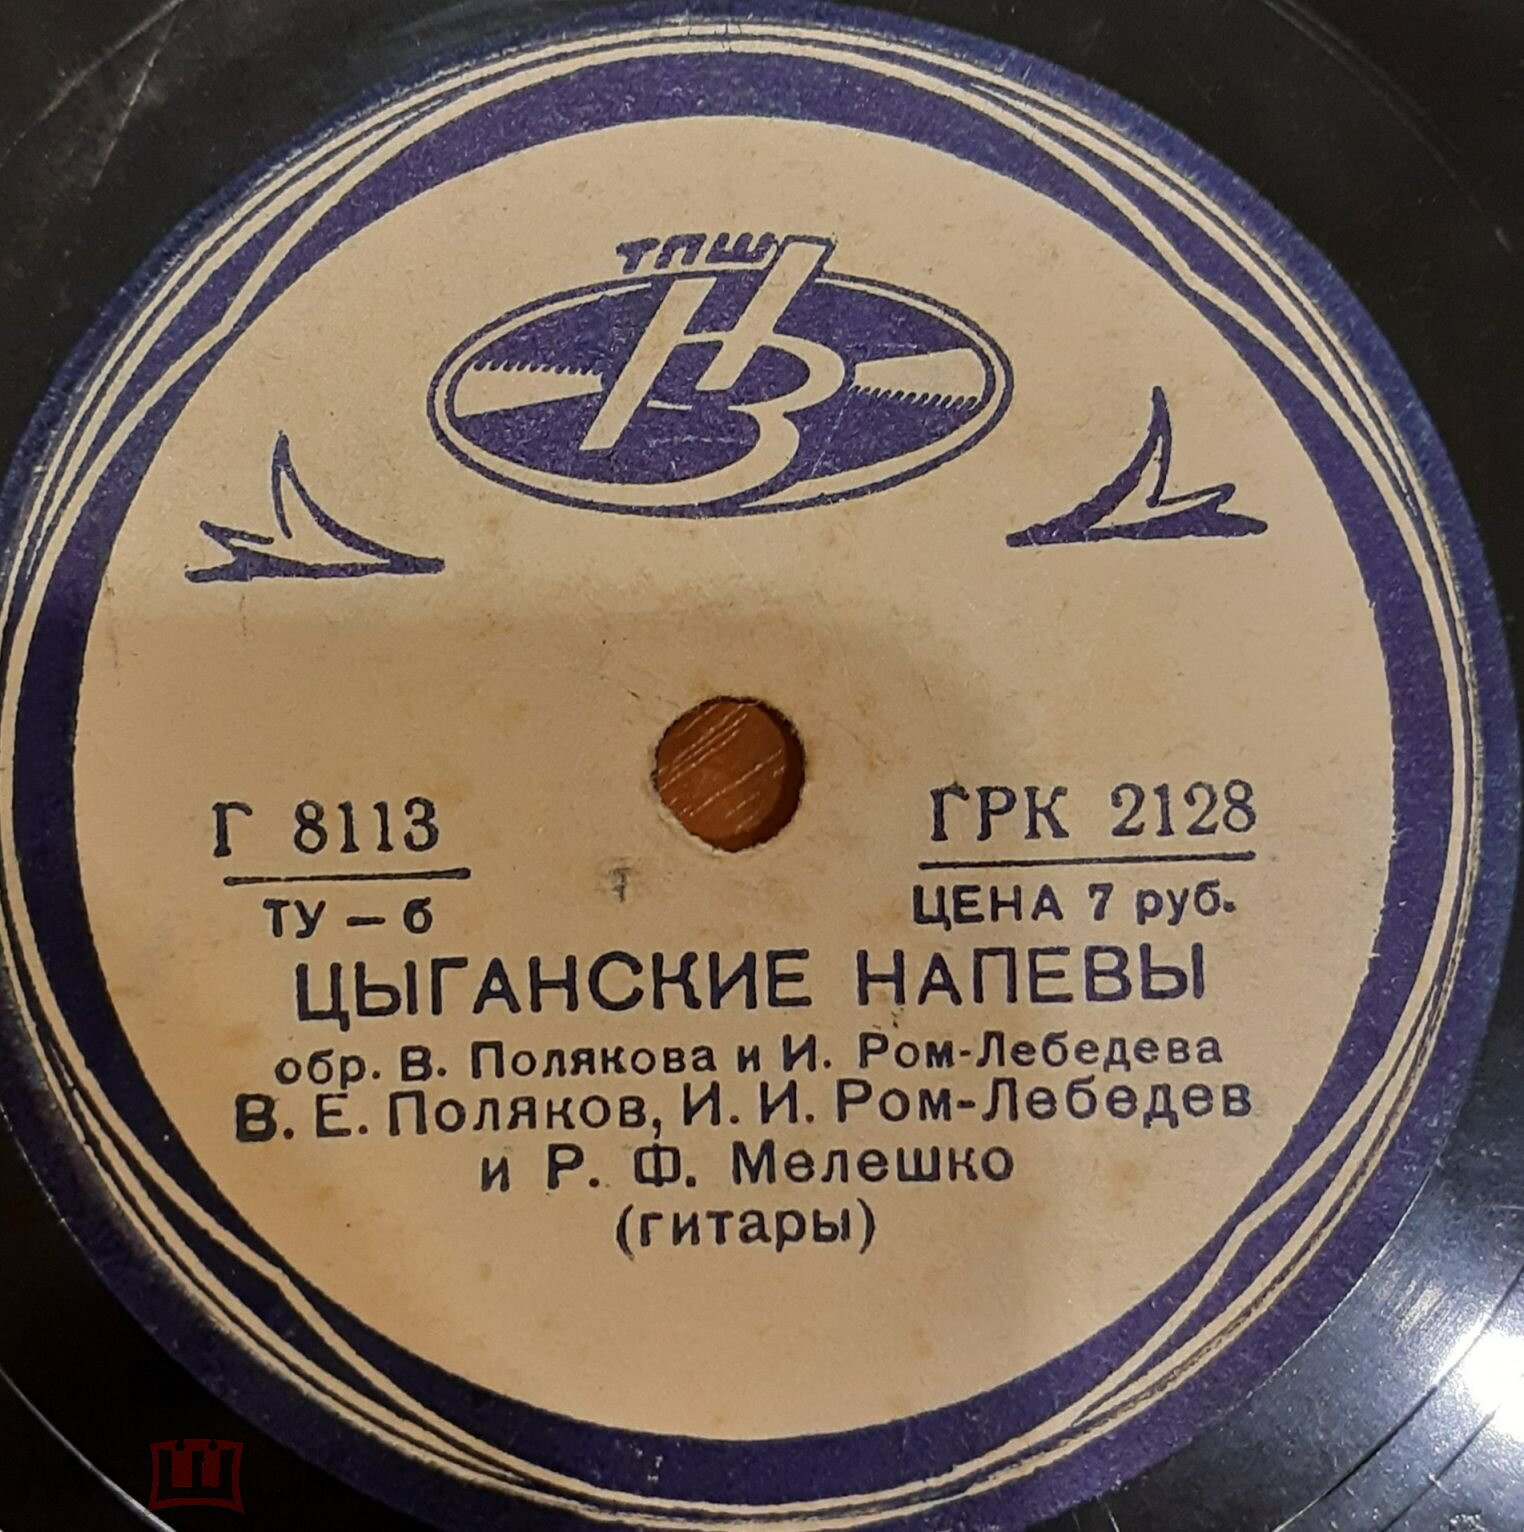 ТПШ
НЗ
Г 8113
ГРК 2128
ТУ – б
ЦЕНА 7 руб.
ЦЫГАНСКИЕ НАПЕВЫ
обр. В. Полякова и И. Ром-Лебедева
В. Е. Поляков, И. И. Ром-Лебедев
и Р. Ф. Мелешко
(гитары)